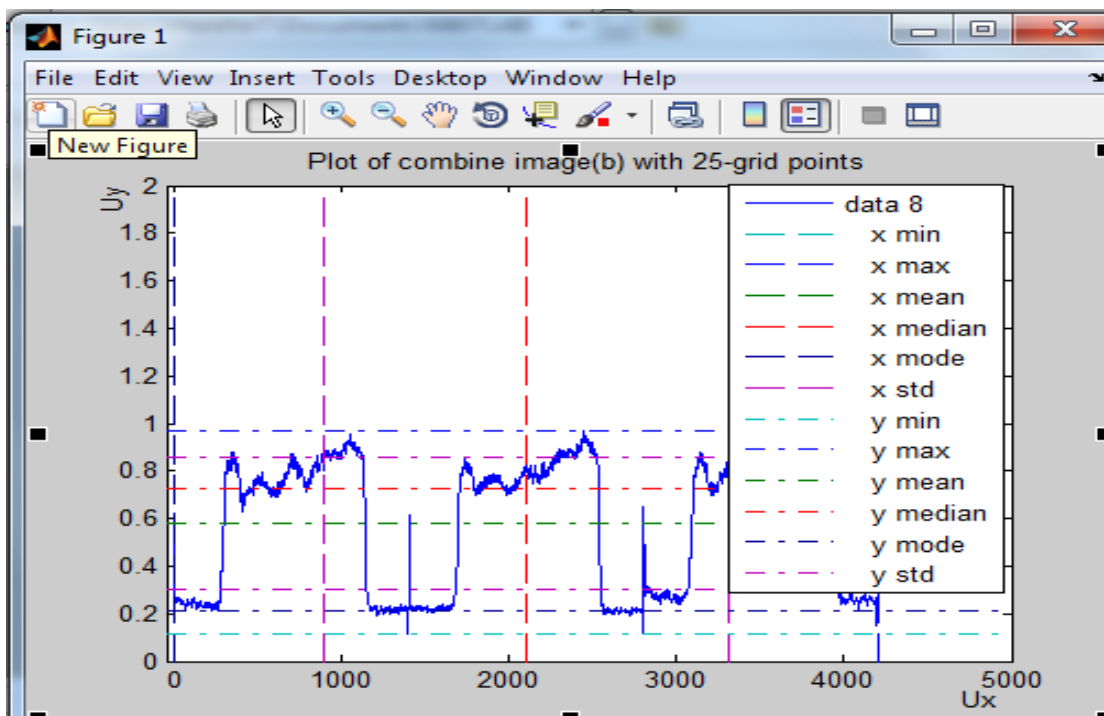 Figure 1
File Edit View Insert Tools Desktop Window Help
New Figure
Plot of combine image(b) with 25-grid points
Uy
2
1.8
1.6
1.4
1.2
1
0.8
0.6
0.4
0.2
0
data 8
x min
x max
x mean
x median
x mode
x std
y min
y max
y mean
y median
y mode
y std
0 1000 2000 3000 4000 5000
Ux